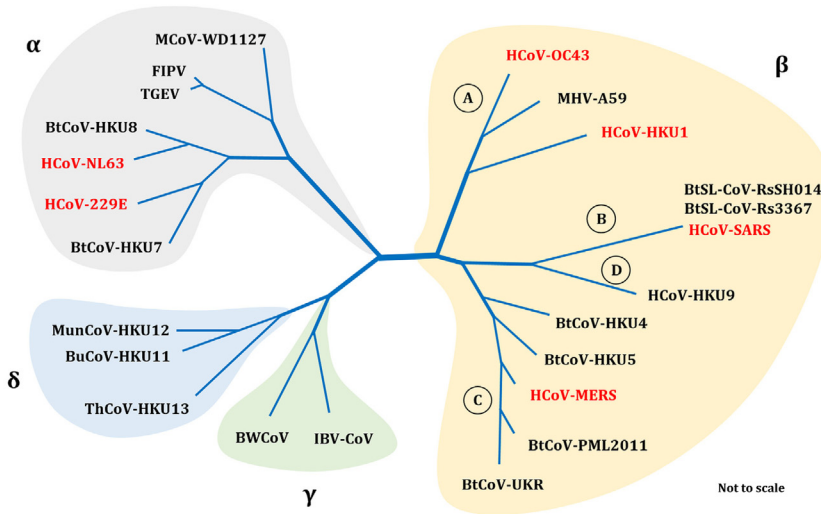 α
MCoV-WD1127
FIPV
TGEV
BtCoV-HKU8
HCoV-NL63
HCoV-229E
BtCoV-HKU7
β
HCoV-OC43
A
MHV-A59
HCoV-HKU1
BtSL-CoV-RsSH014
BtSL-CoV-Rs3367
B
HCoV-SARS
D
HCoV-HKU9
BtCoV-HKU4
BtCoV-HKU5
HCoV-MERS
C
BtCoV-PML2011
BtCoV-UKR
MunCoV-HKU12
BuCoV-HKU11
δ
ThCoV-HKU13
BWCoV
IBV-CoV
γ
Not to scale